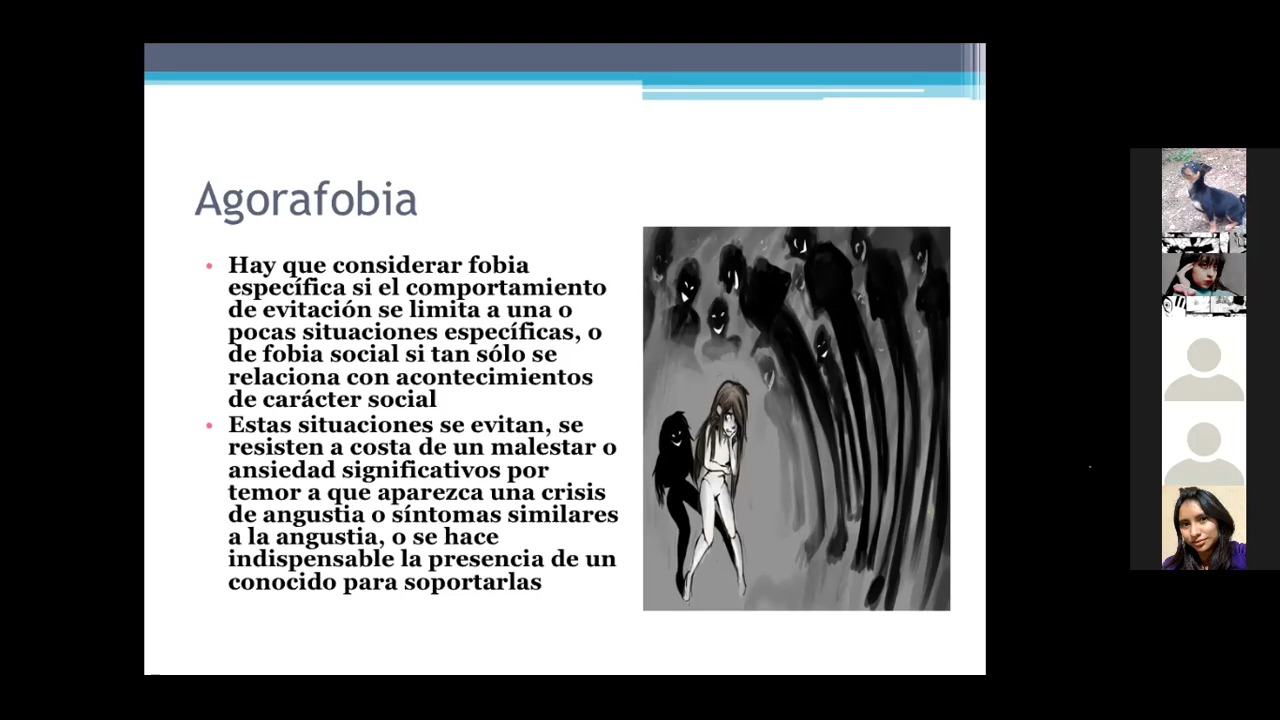 Agorafobia
• Hay que considerar fobia
específica si el comportamiento
de evitación se limita a una o
pocas situaciones específicas, o
de fobia social si tan sólo se
relaciona con acontecimientos
de carácter social
• Estas situaciones se evitan, se
resisten a costa de un malestar o
ansiedad significativos por
temor a que aparezca una crisis
de angustia o síntomas similares
a la angustia, o se hace
indispensable la presencia de un
conocido para soportarlas